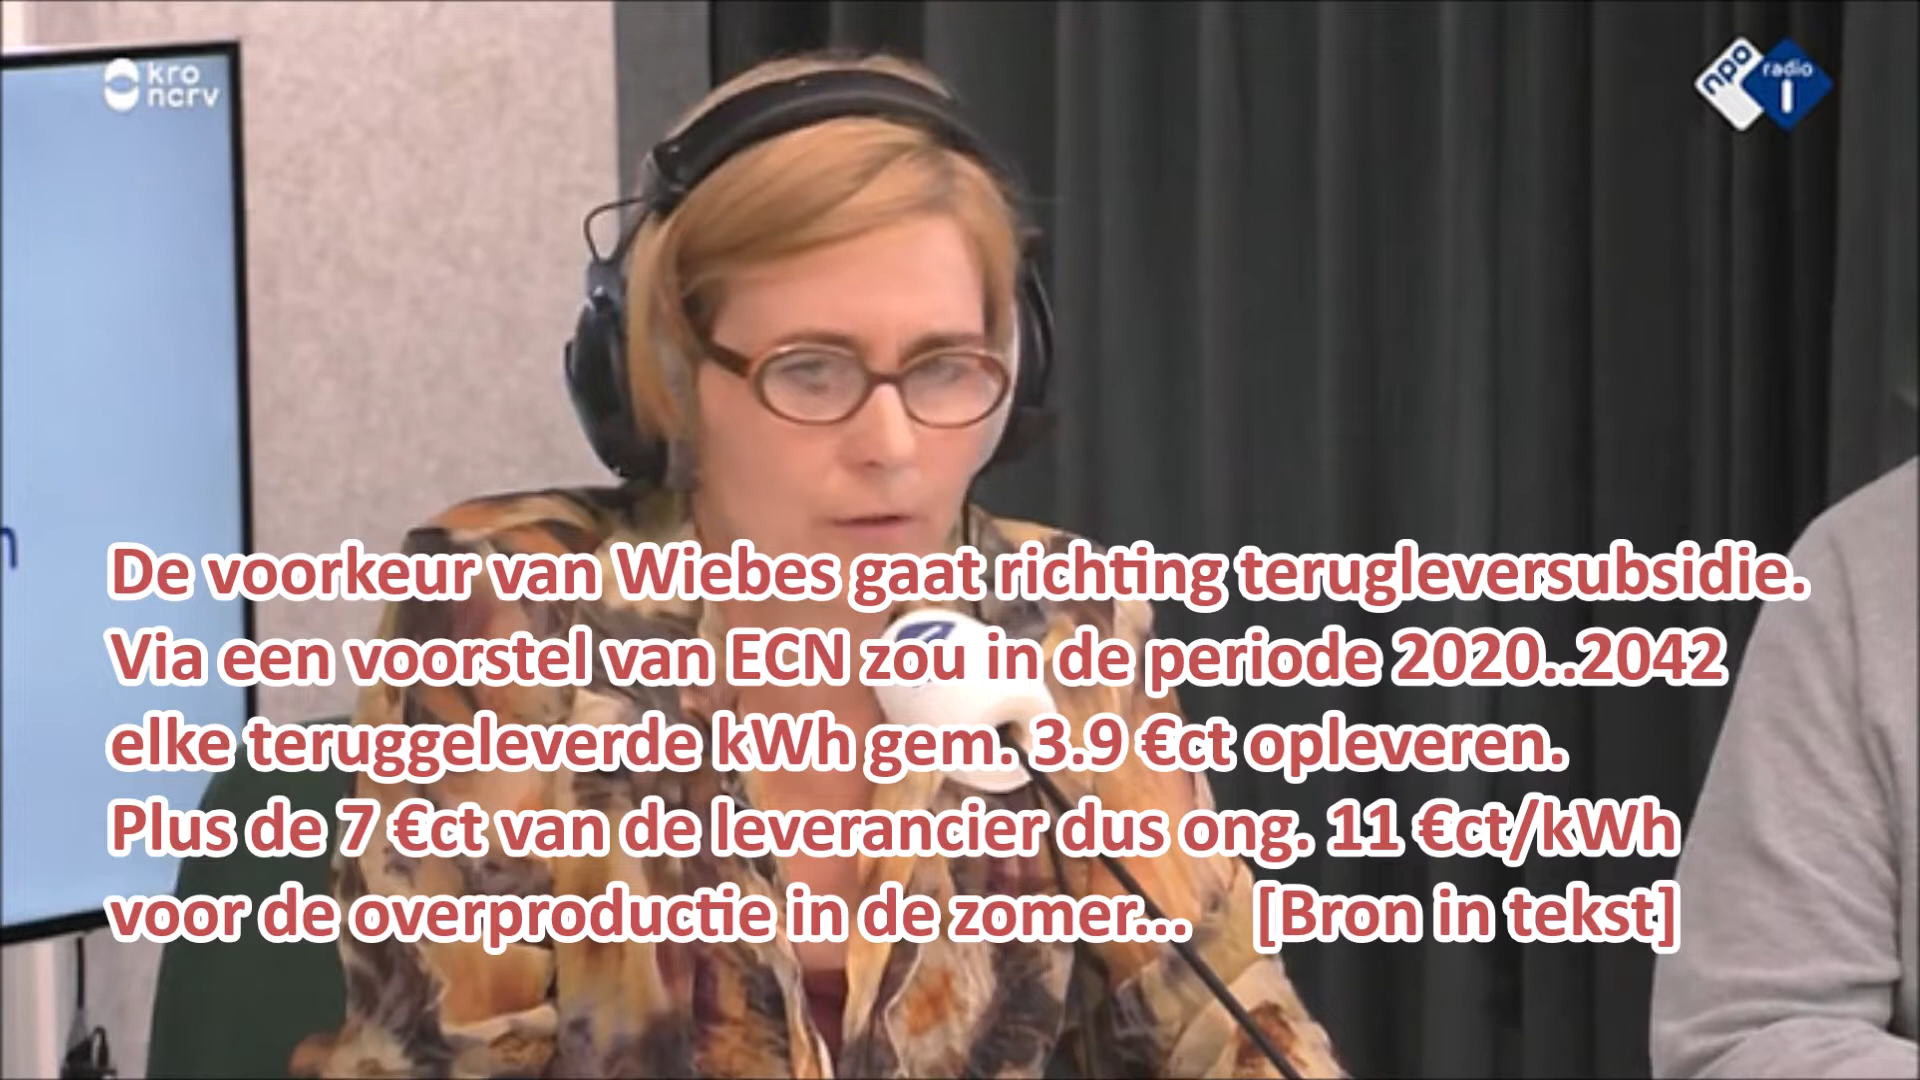 kro
ncrv
npo
radio
1
n
De voorkeur van Wiebes gaat richting terugleversubsidie.
Via een voorstel van ECN zou in de periode 2020..2042
elke teruggeleverde kWh gem. 3.9 €ct opleveren.
Plus de 7 €ct van de leverancier dus ong. 11 €ct/kWh
voor de overproductie in de zomer... [Bron in tekst]